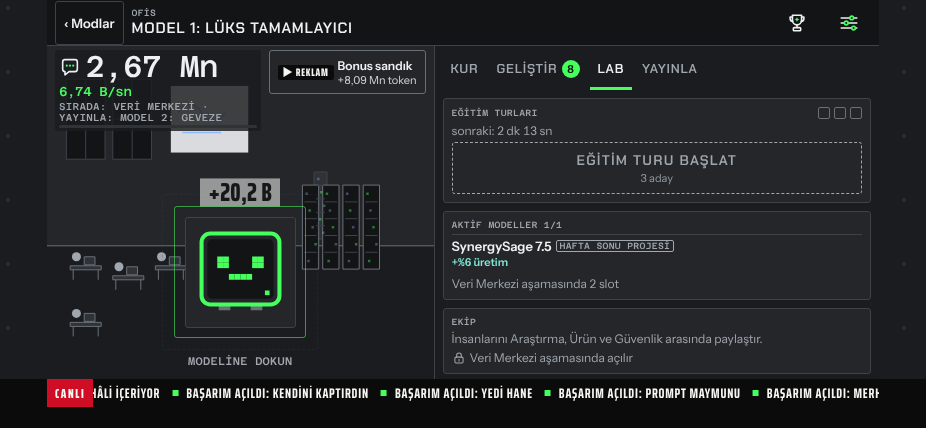 ‹ Modlar
OFİS
MODEL 1: LÜKS TAMAMLAYICI
2,67 Mn
6,74 B/sn
SIRADA: VERİ MERKEZİ ·
YAYINLA: MODEL 2: GEVEZE
▶ REKLAM
Bonus sandık
+8,09 Mn token
+20,2 B
MODELİNE DOKUN
KUR GELİŞTİR 8 LAB YAYINLA
EĞİTİM TURLARI
sonraki: 2 dk 13 sn
EĞİTİM TURU BAŞLAT
3 aday
AKTİF MODELLER 1/1
SynergySage 7.5 HAFTA SONU PROJESİ
+%6 üretim
Veri Merkezi aşamasında 2 slot
EKİP
İnsanlarını Araştırma, Ürün ve Güvenlik arasında paylaştır.
Veri Merkezi aşamasında açılır
CANLI HÂLİ İÇERİYOR ■ BAŞARIM AÇILDI: KENDİNİ KAPTIRDIN ■ BAŞARIM AÇILDI: YEDİ HANE ■ BAŞARIM AÇILDI: PROMPT MAYMUNU ■ BAŞARIM AÇILDI: